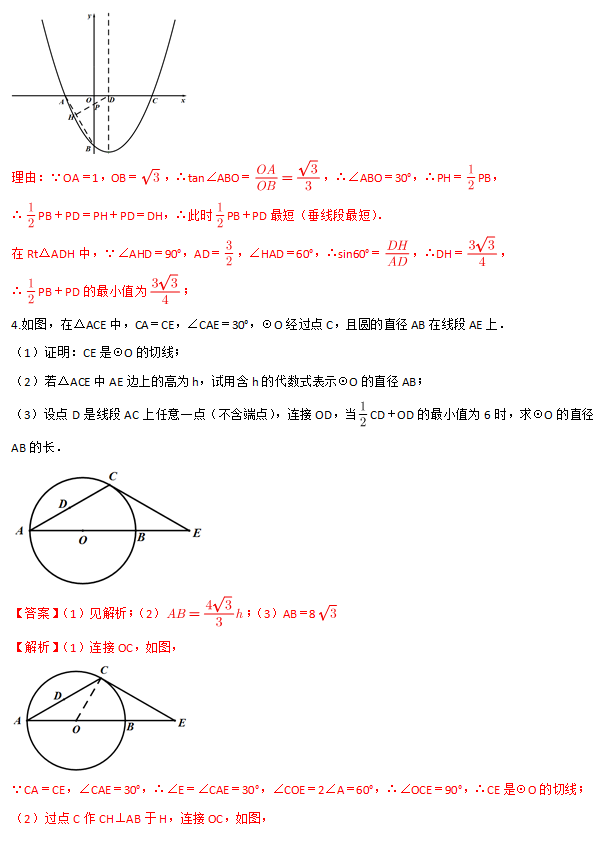 y
A O D C x
P
H
B
理由：∵OA＝1，OB＝√3，∴tan∠ABO＝OA/OB＝√3/3，∴∠ABO＝30°，∴PH＝1/2PB，
∴1/2PB＋PD＝PH＋PD＝DH，∴此时1/2PB＋PD最短（垂线段最短）．
在Rt△ADH中，∵∠AHD＝90°，AD＝3/2，∠HAD＝60°，∴sin60°＝DH/AD，∴DH＝3√3/4，
∴1/2PB＋PD的最小值为3√3/4；
4.如图，在△ACE中，CA＝CE，∠CAE＝30°，⊙O经过点C，且圆的直径AB在线段AE上．
（1）证明：CE是⊙O的切线；
（2）若△ACE中AE边上的高为h，试用含h的代数式表示⊙O的直径AB；
（3）设点D是线段AC上任意一点（不含端点），连接OD，当1/2CD＋OD的最小值为6时，求⊙O的直径
AB的长．
C
D
A O B E
【答案】（1）见解析；（2）AB＝4√3/3h；（3）AB＝8√3
【解析】（1）连接OC，如图，
C
D
A O B E
∵CA＝CE，∠CAE＝30°，∴∠E＝∠CAE＝30°，∠COE＝2∠A＝60°，∴∠OCE＝90°，∴CE是⊙O的切线；
（2）过点C作CH⊥AB于H，连接OC，如图，